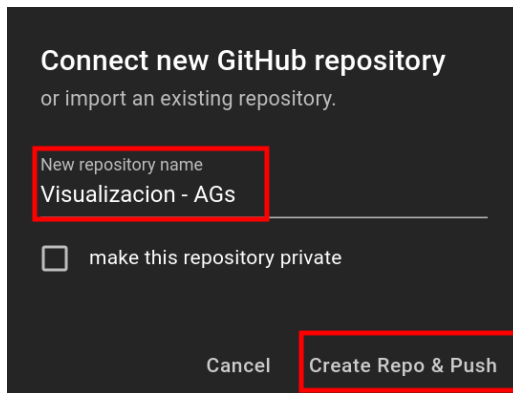 Connect new GitHub repository
or import an existing repository.
New repository name
Visualizacion - AGs
make this repository private
Cancel
Create Repo & Push